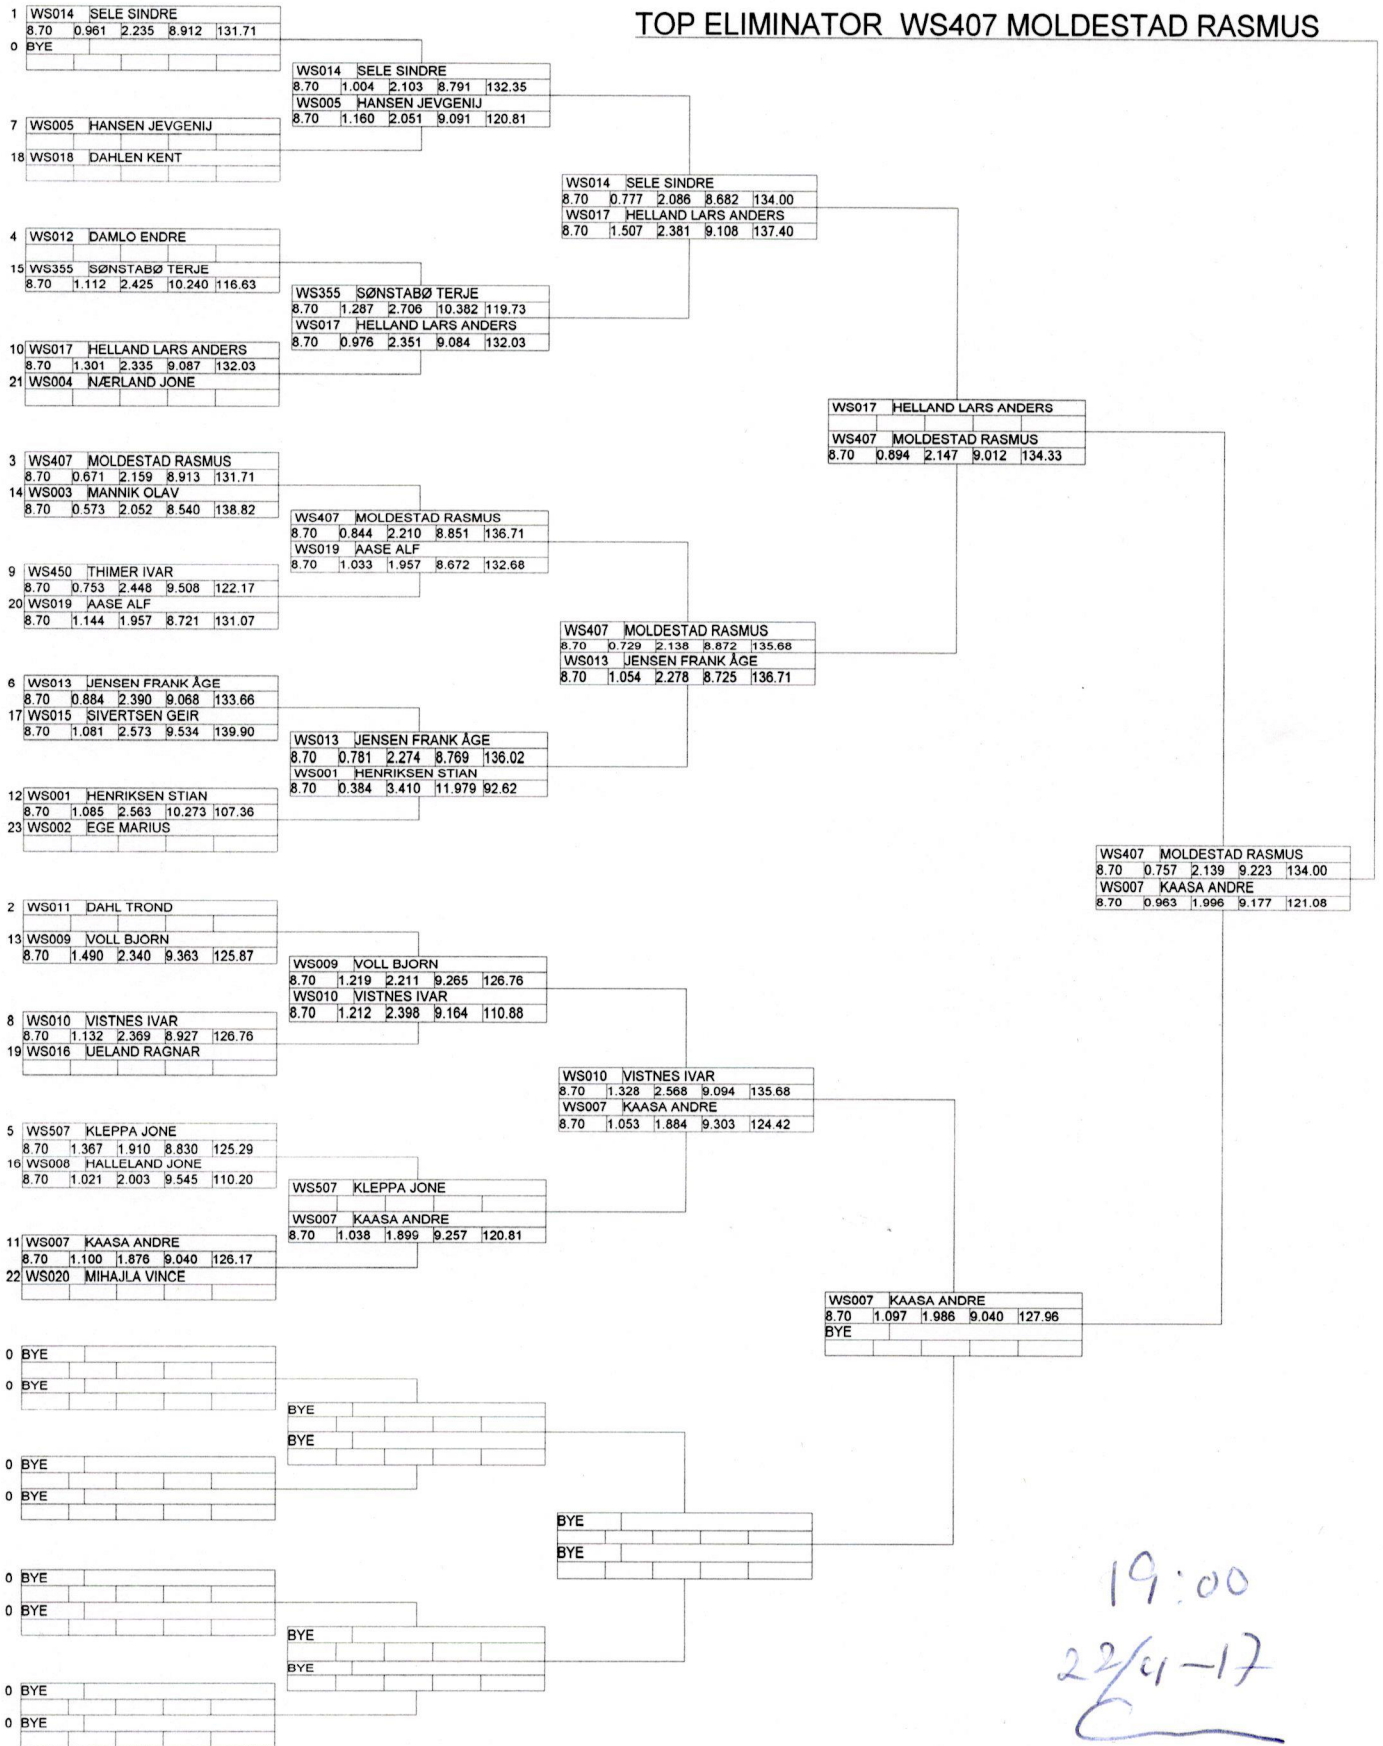 TOP ELIMINATOR WS407 MOLDESTAD RASMUS
1 WS014 SELE SINDRE
8.70 0.961 2.235 8.912 131.71
0 BYE
7 WS005 HANSEN JEVGENIJ
18 WS018 DAHLEN KENT
4 WS012 DAMLO ENDRE
15 WS355 SØNSTABØ TERJE
8.70 1.112 2.425 10.240 116.63
10 WS017 HELLAND LARS ANDERS
8.70 1.301 2.335 9.087 132.03
21 WS004 NÆRLAND JONE
3 WS407 MOLDESTAD RASMUS
8.70 0.671 2.159 8.913 131.71
14 WS003 MANNIK OLAV
8.70 0.573 2.052 8.540 138.82
9 WS450 THIMER IVAR
8.70 0.753 2.448 9.508 122.17
20 WS019 AASE ALF
8.70 1.144 1.957 8.721 131.07
6 WS013 JENSEN FRANK ÅGE
8.70 0.884 2.390 9.068 133.66
17 WS015 SIVERTSEN GEIR
8.70 1.081 2.573 9.534 139.90
12 WS001 HENRIKSEN STIAN
8.70 1.085 2.563 10.273 107.36
23 WS002 EGE MARIUS
2 WS011 DAHL TROND
13 WS009 VOLL BJORN
8.70 1.490 2.340 9.363 125.87
8 WS010 VISTNES IVAR
8.70 1.132 2.369 8.927 126.76
19 WS016 UELAND RAGNAR
5 WS507 KLEPPA JONE
8.70 1.367 1.910 8.830 125.29
16 WS008 HALLELAND JONE
8.70 1.021 2.003 9.545 110.20
11 WS007 KAASA ANDRE
8.70 1.100 1.876 9.040 126.17
22 WS020 MIHAJLA VINCE
0 BYE
0 BYE
0 BYE
0 BYE
0 BYE
0 BYE
0 BYE
0 BYE
WS014 SELE SINDRE
8.70 1.004 2.103 8.791 132.35
WS005 HANSEN JEVGENIJ
8.70 1.160 2.051 9.091 120.81
WS355 SØNSTABØ TERJE
8.70 1.287 2.706 10.382 119.73
WS017 HELLAND LARS ANDERS
8.70 0.976 2.351 9.084 132.03
WS407 MOLDESTAD RASMUS
8.70 0.844 2.210 8.851 136.71
WS019 AASE ALF
8.70 1.033 1.957 8.672 132.68
WS013 JENSEN FRANK ÅGE
8.70 0.781 2.274 8.769 136.02
WS001 HENRIKSEN STIAN
8.70 0.384 3.410 11.979 92.62
WS009 VOLL BJORN
8.70 1.219 2.211 9.265 126.76
WS010 VISTNES IVAR
8.70 1.212 2.398 9.164 110.88
WS507 KLEPPA JONE
WS007 KAASA ANDRE
8.70 1.038 1.899 9.257 120.81
BYE
BYE
BYE
BYE
WS014 SELE SINDRE
8.70 0.777 2.086 8.682 134.00
WS017 HELLAND LARS ANDERS
8.70 1.507 2.381 9.108 137.40
WS407 MOLDESTAD RASMUS
8.70 0.729 2.138 8.872 135.68
WS013 JENSEN FRANK ÅGE
8.70 1.054 2.278 8.725 136.71
WS010 VISTNES IVAR
8.70 1.328 2.568 9.094 135.68
WS007 KAASA ANDRE
8.70 1.053 1.884 9.303 124.42
BYE
BYE
WS017 HELLAND LARS ANDERS
WS407 MOLDESTAD RASMUS
8.70 0.894 2.147 9.012 134.33
WS007 KAASA ANDRE
8.70 1.097 1.986 9.040 127.96
BYE
WS407 MOLDESTAD RASMUS
8.70 0.757 2.139 9.223 134.00
WS007 KAASA ANDRE
8.70 0.963 1.996 9.177 121.08
19:00
22/4-17